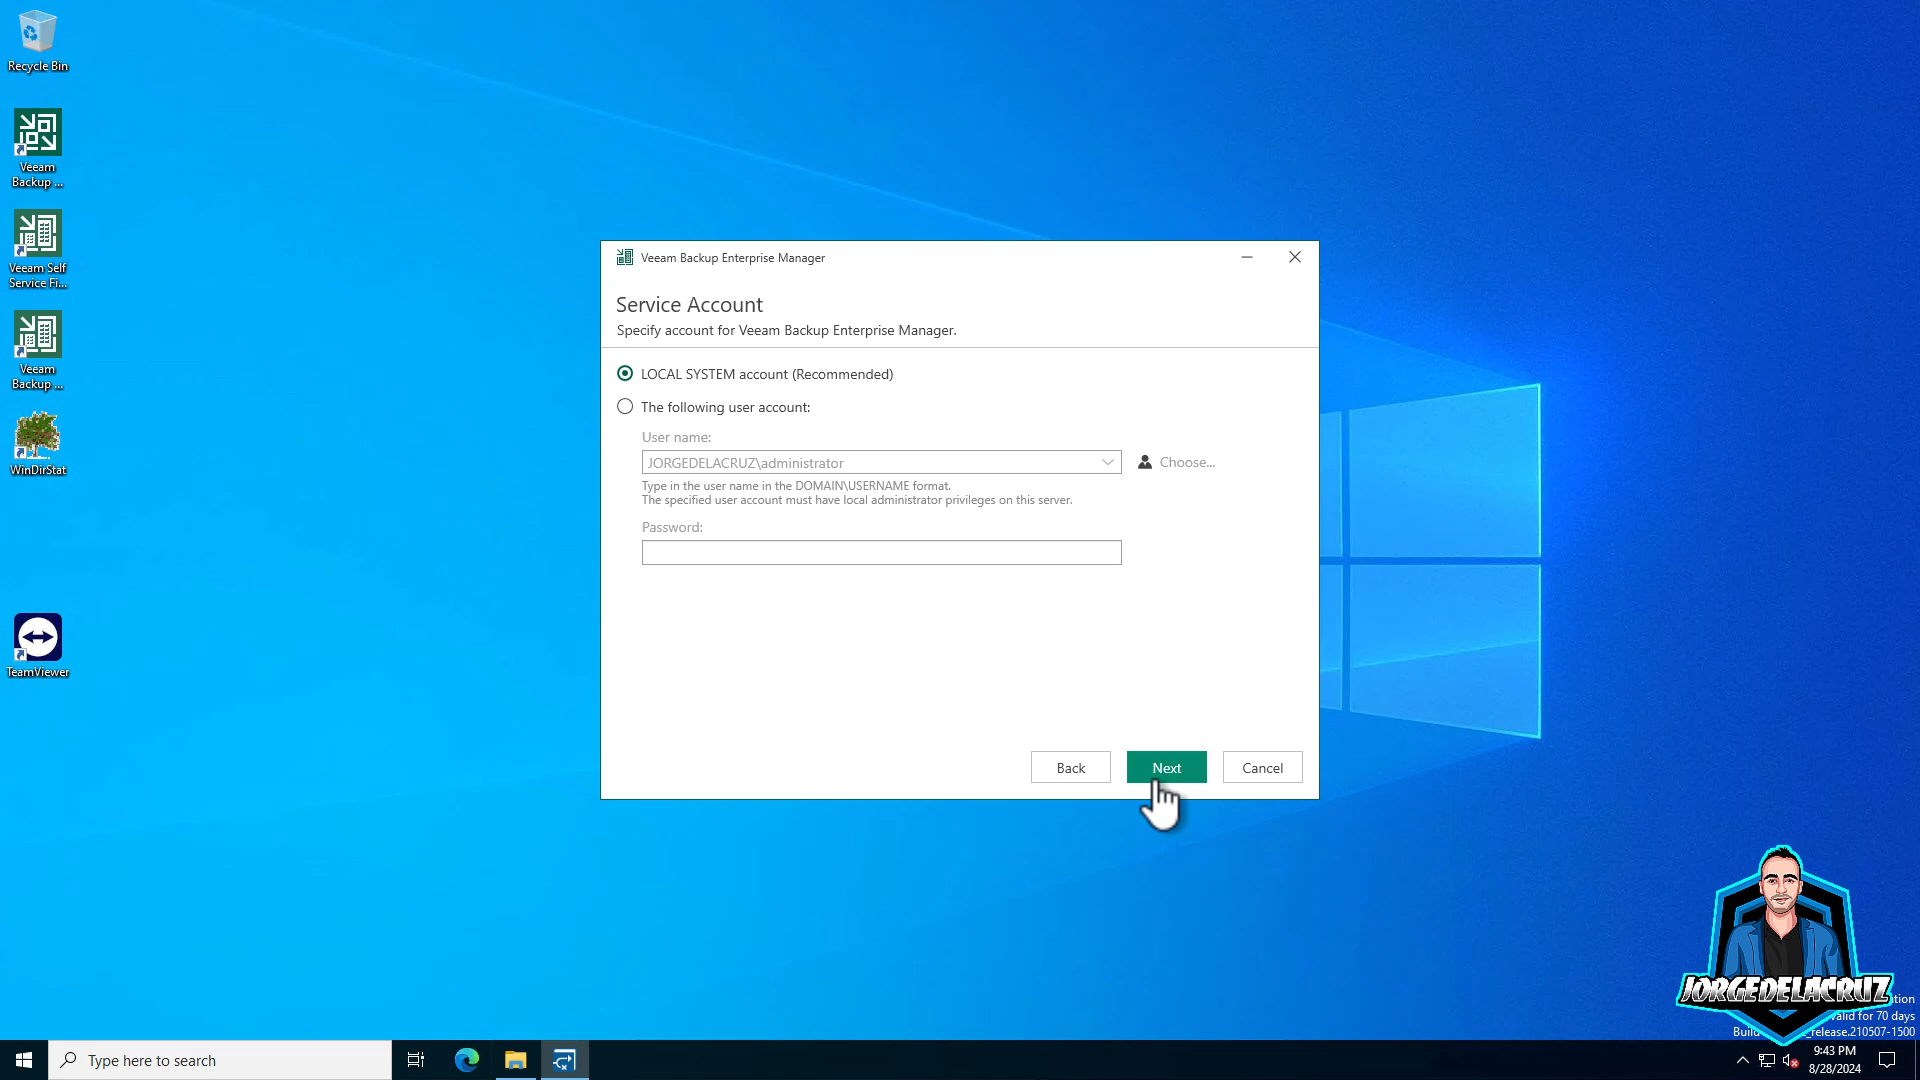 Recycle Bin
Veeam
Backup ...
Veeam Self
Service Fi...
Veeam
Backup ...
WinDirStat
TeamViewer
Veeam Backup Enterprise Manager
Service Account
Specify account for Veeam Backup Enterprise Manager.
LOCAL SYSTEM account (Recommended)
The following user account:
User name:
JORGEDELACRUZ\administrator
Choose...
Type in the user name in the DOMAIN\USERNAME format.
The specified user account must have local administrator privileges on this server.
Password:
Back
Next
Cancel
JORGEDELACRUZ
valid for 70 days
Build
_release.210507-1500
Type here to search
9:43 PM
8/28/2024